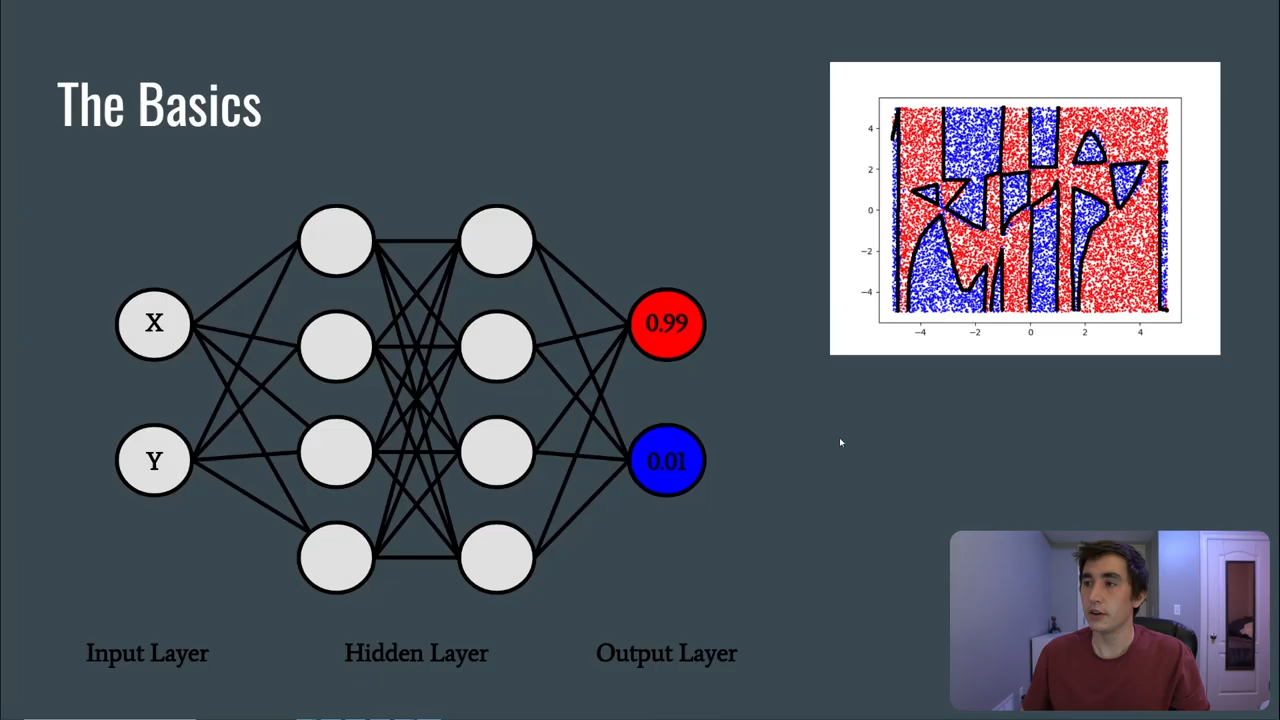 The Basics
4
2
0
−2
−4
−4 −2 0 2 4
X
0.99
Y
0.01
Input Layer Hidden Layer Output Layer